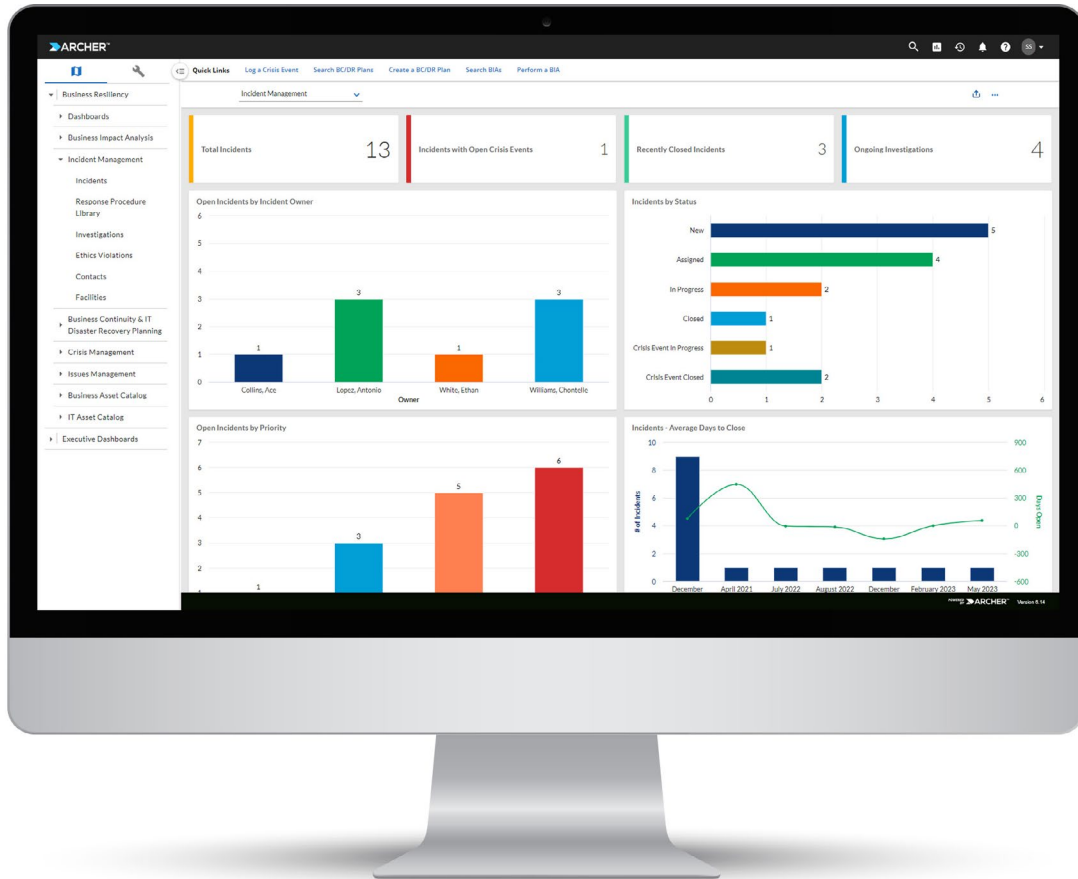 ARCHER™
SS
Quick Links Log a Crisis Event Search BC/DR Plans Create a BC/DR Plan Search BIAs Perform a BIA
Business Resiliency
Dashboards
Business Impact Analysis
Incident Management
Incidents
Response Procedure
Library
Investigations
Ethics Violations
Contacts
Facilities
Business Continuity & IT
Disaster Recovery Planning
Crisis Management
Issues Management
Business Asset Catalog
IT Asset Catalog
Executive Dashboards
Incident Management
Total Incidents 13
Incidents with Open Crisis Events 1
Recently Closed Incidents 3
Ongoing Investigations 4
Open Incidents by Incident Owner
6
5
4
3
2
1
0
1
3
1
3
Collins, Ace Lopez, Antonio White, Ethan Williams, Chontelle
Owner
Incidents by Status
New 5
Assigned 4
In Progress 2
Closed 1
Crisis Event In Progress 1
Crisis Event Closed 2
0 1 2 3 4 5 6
Open Incidents by Priority
7
6
5
4
3
2
1
3
5
6
Incidents - Average Days to Close
# of Incidents
10
8
6
4
2
0
900
600
300
0
-300
-600
Days Open
December April 2021 July 2022 August 2022 December February 2023 May 2023
POWERED BY ARCHER™ Version 6.14